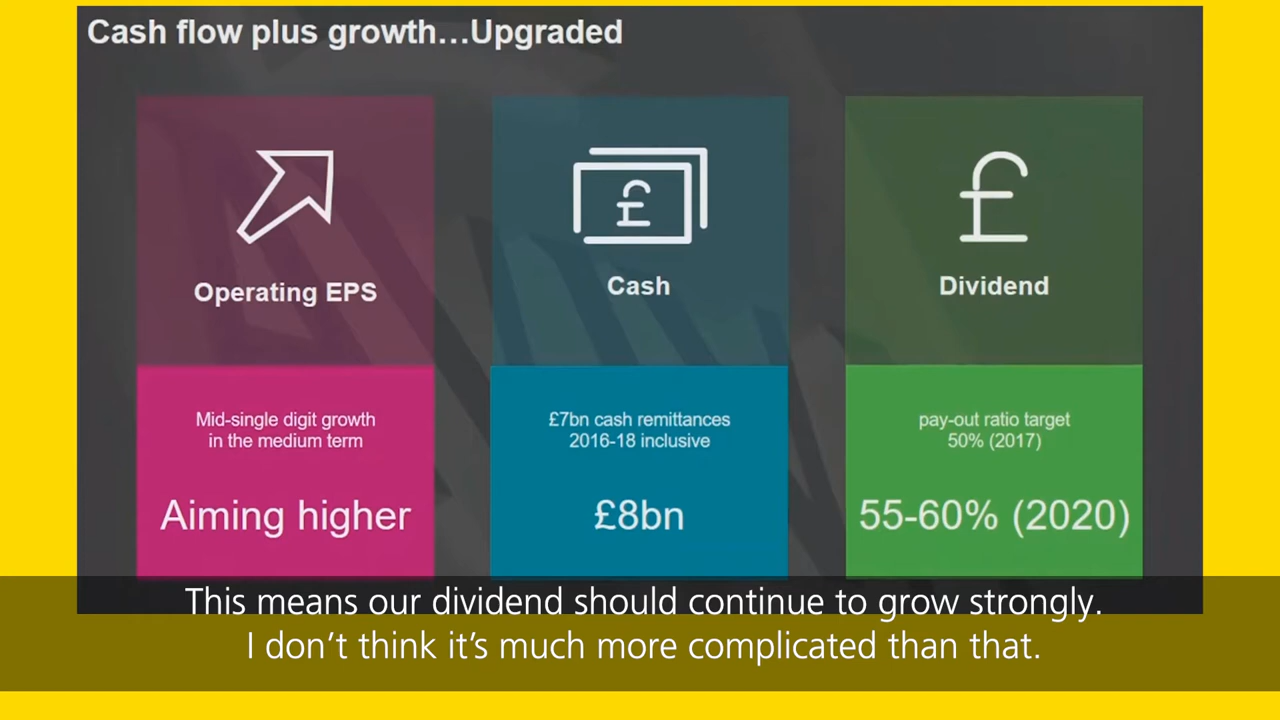 Cash flow plus growth...Upgraded
£
£
Operating EPS
Cash
Dividend
Mid-single digit growth
in the medium term
£7bn cash remittances
2016-18 inclusive
pay-out ratio target
50% (2017)
Aiming higher
£8bn
55-60% (2020)
This means our dividend should continue to grow strongly.
I don't think it's much more complicated than that.